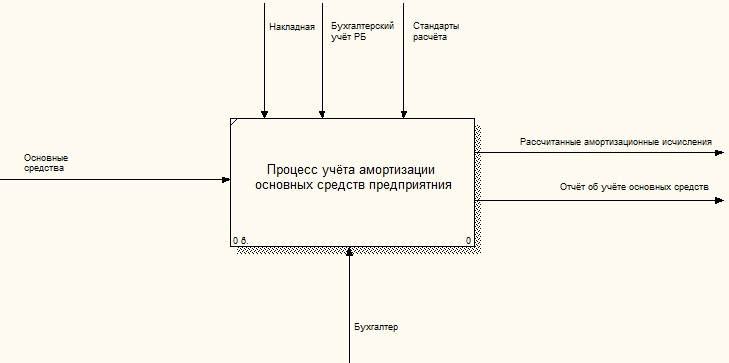 Накладная
Бухгалтерский
учёт РБ
Стандарты
расчёта
Основные
средства
Процесс учёта амортизации
основных средств предприятния
0 б.
0
Рассчитанные амортизационные исчисления
Отчёт об учёте основных средств
Бухгалтер